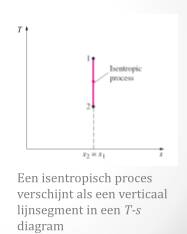 T
1
Isentropic
process
2
s₂ = s₁
s
Een isentropisch proces
verschijnt als een verticaal
lijnsegment in een T-s
diagram